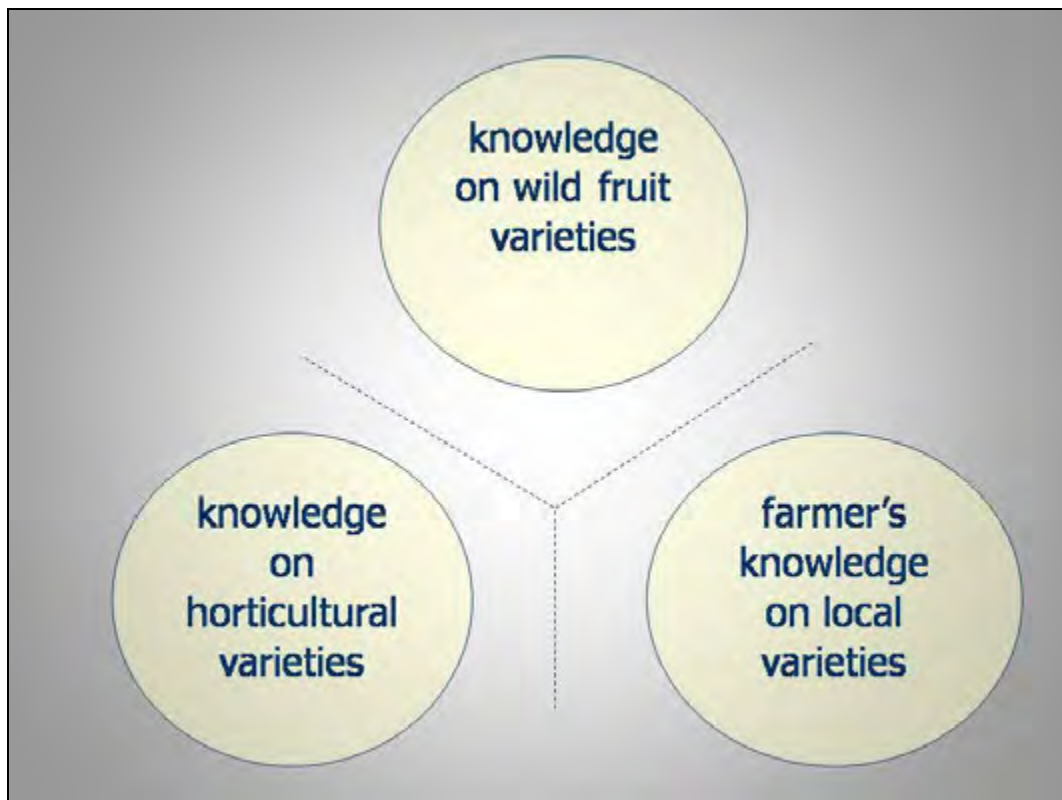 knowledge
on wild fruit
varieties
knowledge
on
horticultural
varieties
farmer's
knowledge
on local
varieties